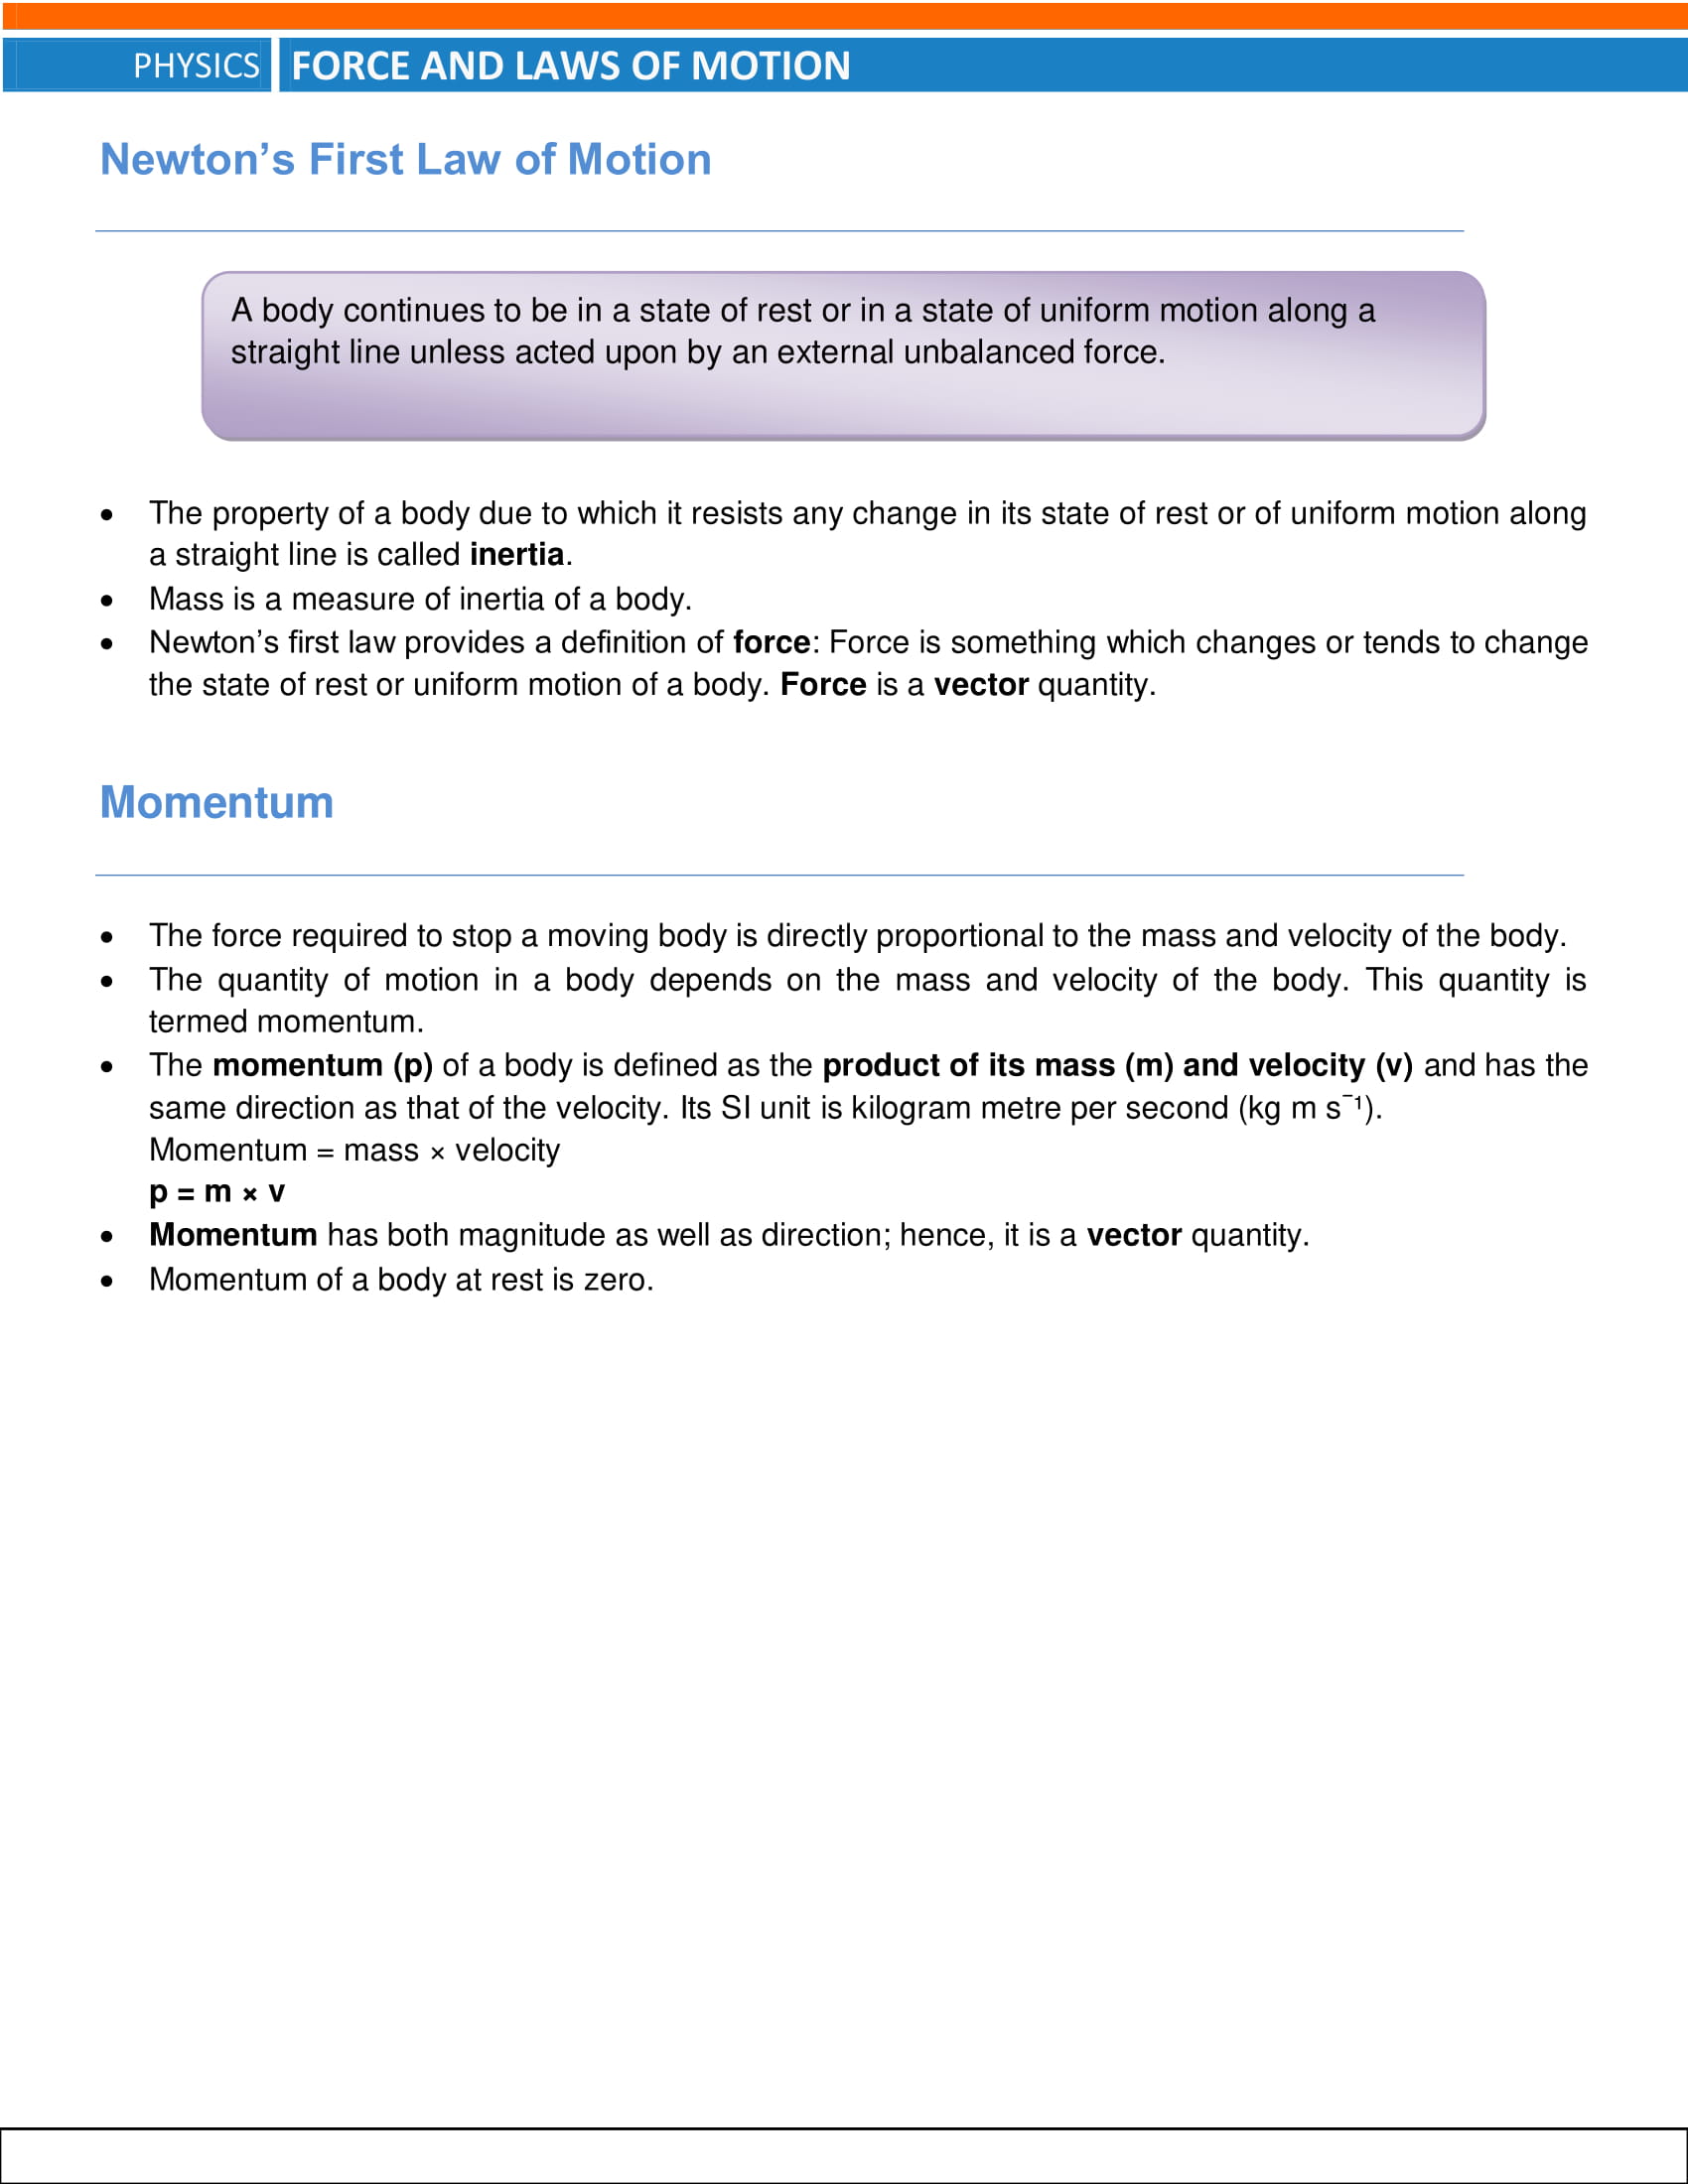 PHYSICS FORCE AND LAWS OF MOTION
Newton’s First Law of Motion
A body continues to be in a state of rest or in a state of uniform motion along a
straight line unless acted upon by an external unbalanced force.
• The property of a body due to which it resists any change in its state of rest or of uniform motion along
a straight line is called inertia.
• Mass is a measure of inertia of a body.
• Newton’s first law provides a definition of force: Force is something which changes or tends to change
the state of rest or uniform motion of a body. Force is a vector quantity.
Momentum
• The force required to stop a moving body is directly proportional to the mass and velocity of the body.
• The quantity of motion in a body depends on the mass and velocity of the body. This quantity is
termed momentum.
• The momentum (p) of a body is defined as the product of its mass (m) and velocity (v) and has the
same direction as that of the velocity. Its SI unit is kilogram metre per second (kg m s⁻¹).
Momentum = mass × velocity
p = m × v
• Momentum has both magnitude as well as direction; hence, it is a vector quantity.
• Momentum of a body at rest is zero.